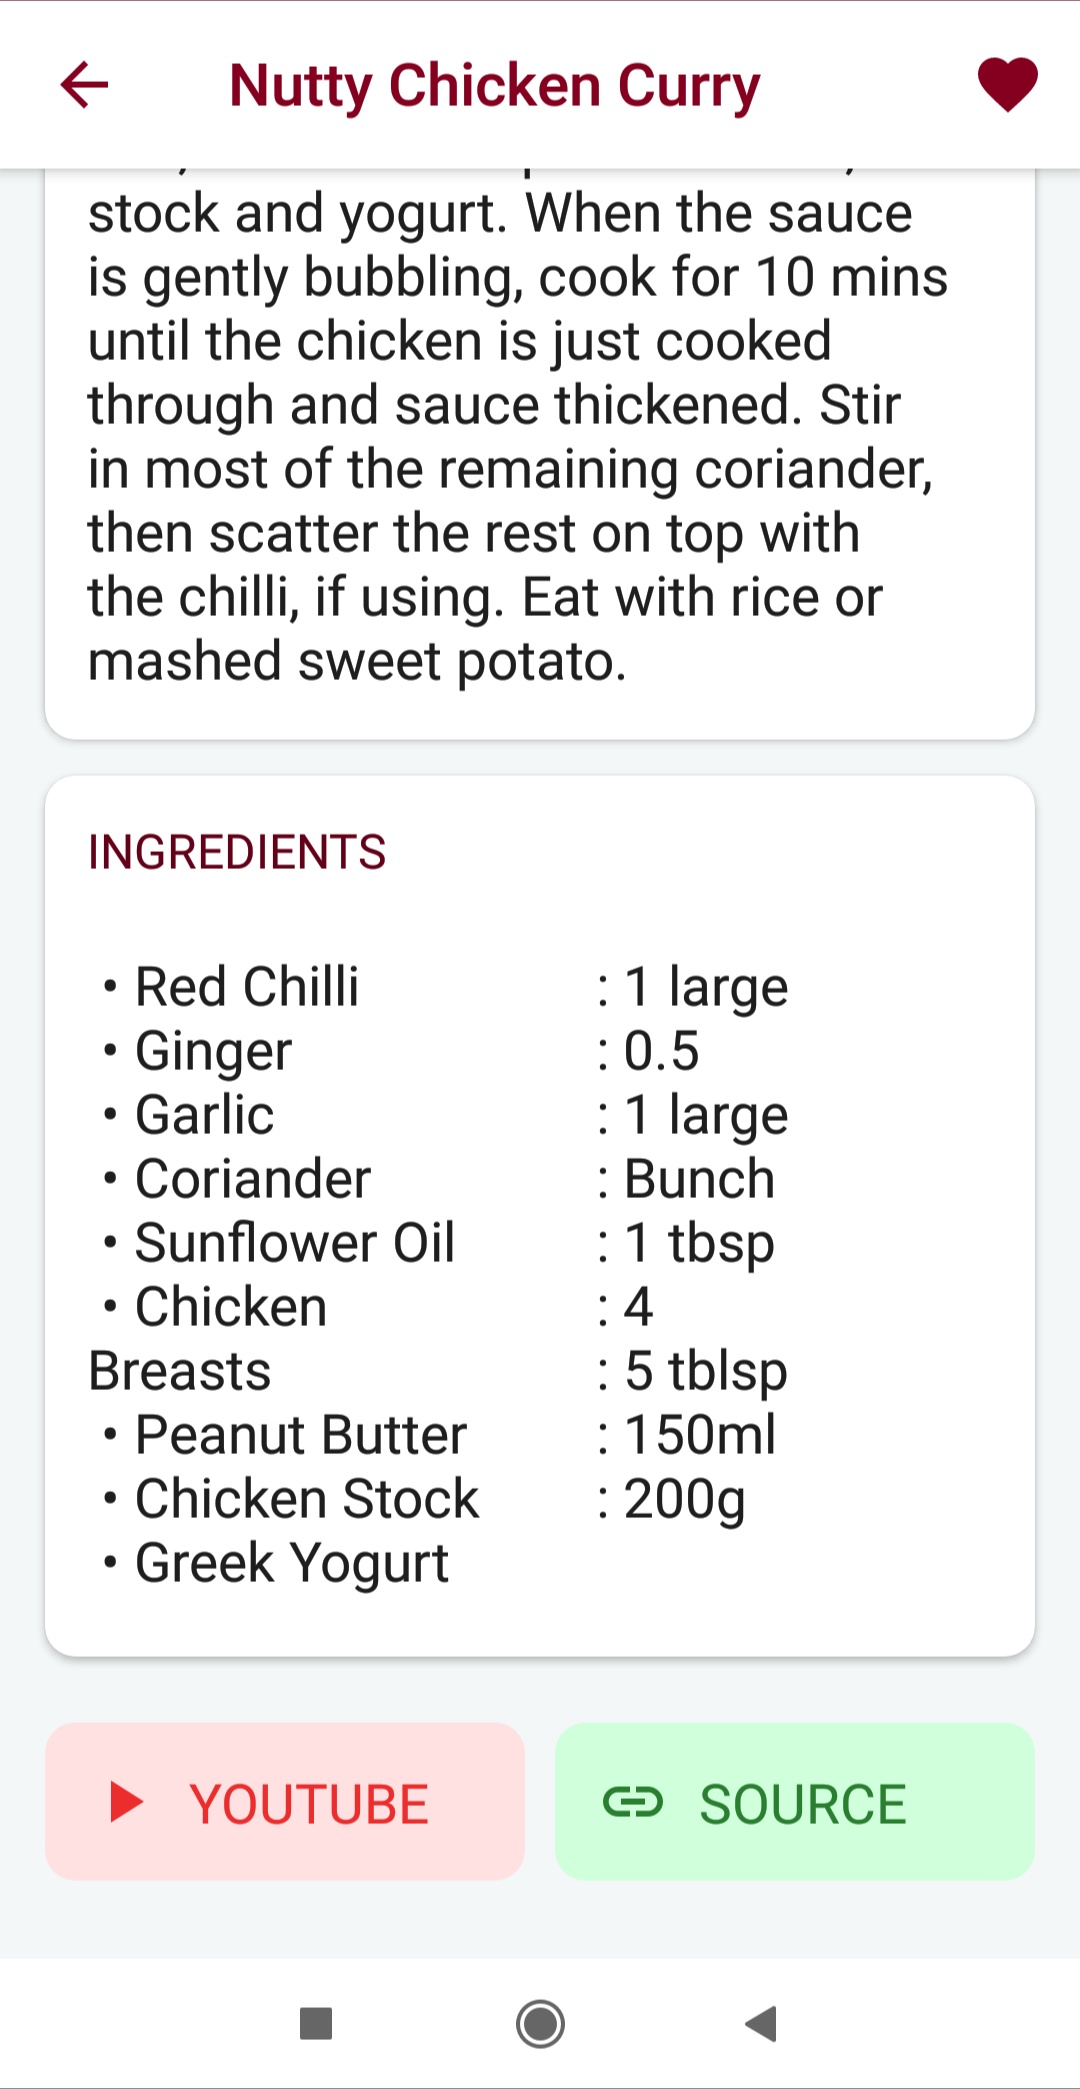 Nutty Chicken Curry
stock and yogurt. When the sauce
is gently bubbling, cook for 10 mins
until the chicken is just cooked
through and sauce thickened. Stir
in most of the remaining coriander,
then scatter the rest on top with
the chilli, if using. Eat with rice or
mashed sweet potato.
INGREDIENTS
• Red Chilli : 1 large
• Ginger : 0.5
• Garlic : 1 large
• Coriander : Bunch
• Sunflower Oil : 1 tbsp
• Chicken : 4
Breasts : 5 tblsp
• Peanut Butter : 150ml
• Chicken Stock : 200g
• Greek Yogurt
YOUTUBE
SOURCE